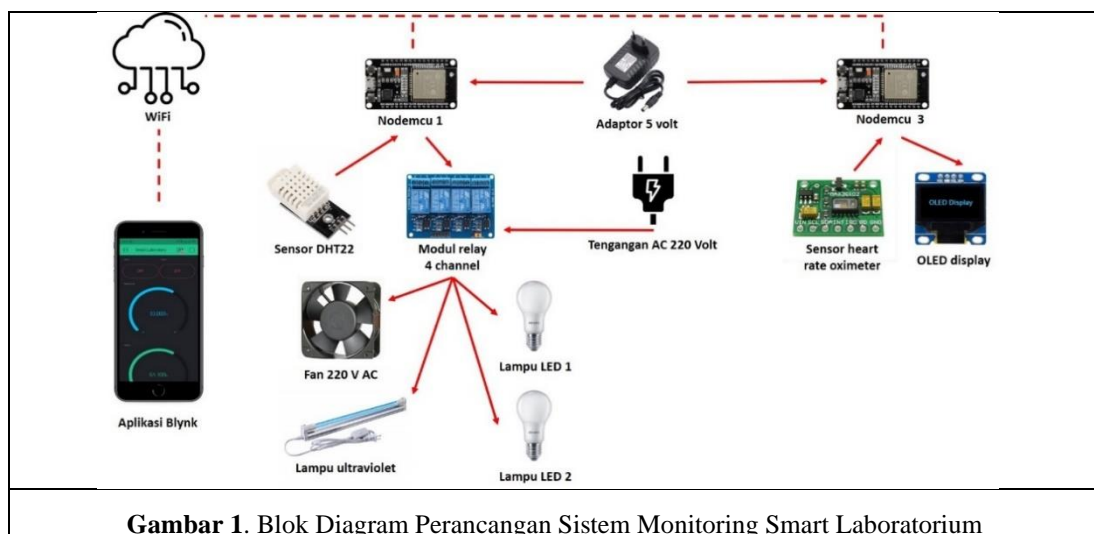 WiFi
Nodemcu 1
Adaptor 5 volt
Nodemcu 3
Sensor DHT22
Modul relay
4 channel
Tengangan AC 220 Volt
Sensor heart
rate oximeter
OLED Display
OLED display
Fan 220 V AC
Lampu LED 1
Aplikasi Blynk
Lampu ultraviolet
Lampu LED 2
Gambar 1. Blok Diagram Perancangan Sistem Monitoring Smart Laboratorium